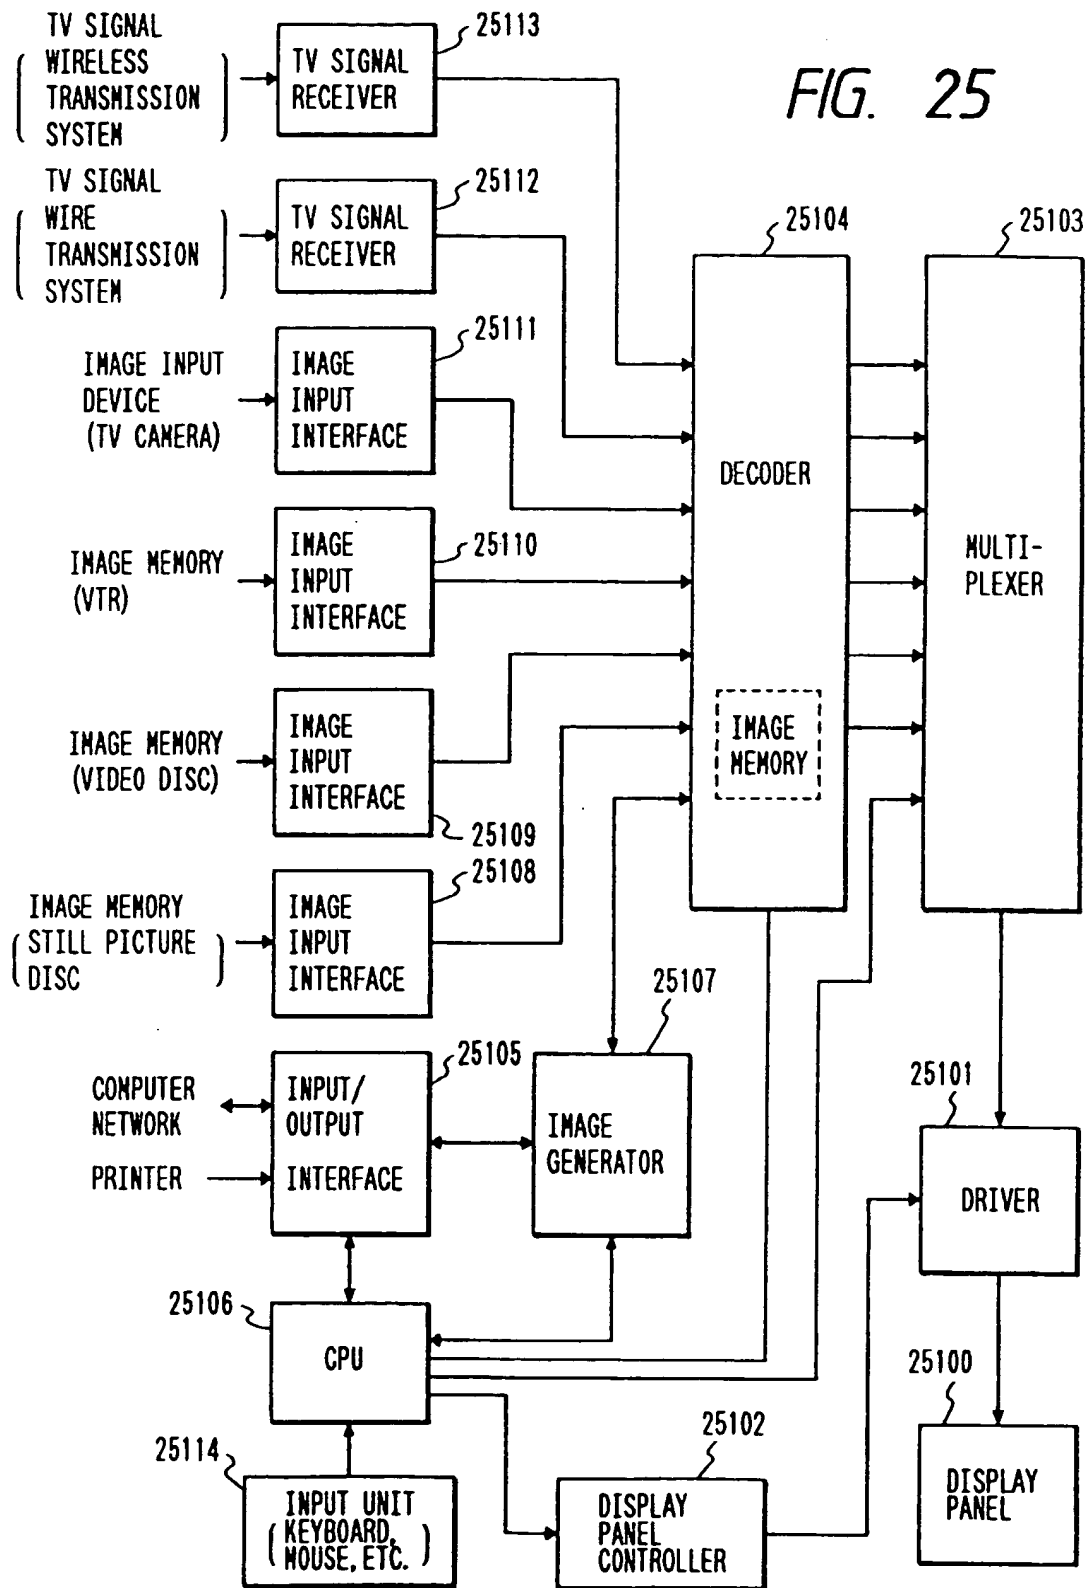 TV SIGNAL
WIRELESS
TRANSMISSION
SYSTEM
TV SIGNAL
RECEIVER
25113
FIG. 25
TV SIGNAL
WIRE
TRANSMISSION
SYSTEM
TV SIGNAL
RECEIVER
25112
IMAGE INPUT
DEVICE
(TV CAMERA)
IMAGE
INPUT
INTERFACE
25111
IMAGE MEMORY
(VTR)
IMAGE
INPUT
INTERFACE
25110
IMAGE MEMORY
(VIDEO DISC)
IMAGE
INPUT
INTERFACE
25109
IMAGE MEMORY
STILL PICTURE
DISC
IMAGE
INPUT
INTERFACE
25108
25104
DECODER
IMAGE
MEMORY
25103
MULTI-
PLEXER
COMPUTER
NETWORK
PRINTER
INPUT/
OUTPUT
INTERFACE
25105
25107
IMAGE
GENERATOR
25101
DRIVER
25106
CPU
25100
DISPLAY
PANEL
25114
INPUT UNIT
(KEYBOARD,
MOUSE, ETC.)
25102
DISPLAY
PANEL
CONTROLLER